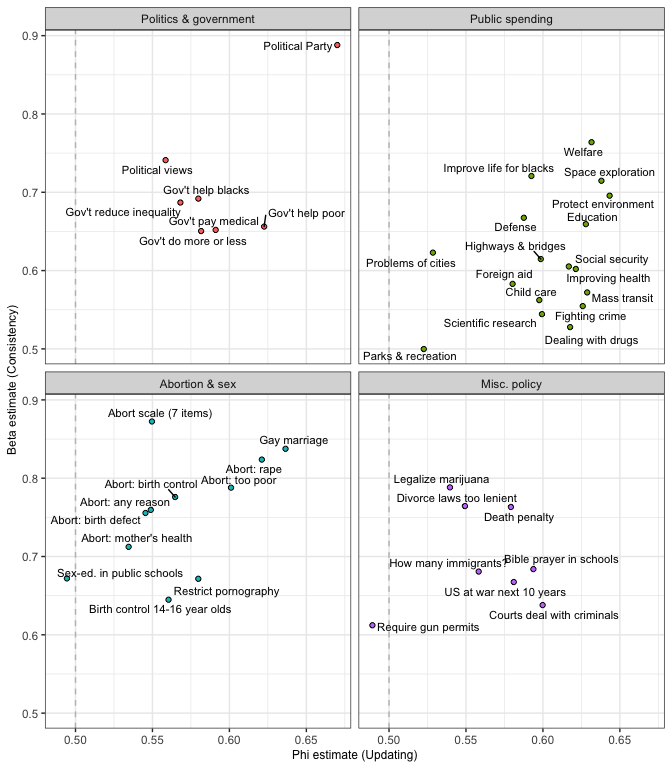 Politics & government
Public spending
0.9
0.8
0.7
0.6
0.5
Political Party
Political views
Gov't help blacks
Gov't reduce inequality
Gov't help poor
Gov't pay medical
Gov't do more or less
Welfare
Improve life for blacks
Space exploration
Protect environment
Education
Defense
Highways & bridges
Problems of cities
Social security
Foreign aid
Improving health
Child care
Mass transit
Scientific research
Fighting crime
Dealing with drugs
Parks & recreation
Beta estimate (Consistency)
Abortion & sex
Misc. policy
0.9
0.8
0.7
0.6
0.5
Abort scale (7 items)
Gay marriage
Abort: rape
Abort: too poor
Abort: birth control
Abort: any reason
Abort: birth defect
Abort: mother's health
Sex-ed. in public schools
Restrict pornography
Birth control 14-16 year olds
Legalize marijuana
Divorce laws too lenient
Death penalty
How many immigrants?
Bible prayer in schools
US at war next 10 years
Courts deal with criminals
Require gun permits
0.50
0.55
0.60
0.65
0.50
0.55
0.60
0.65
Phi estimate (Updating)